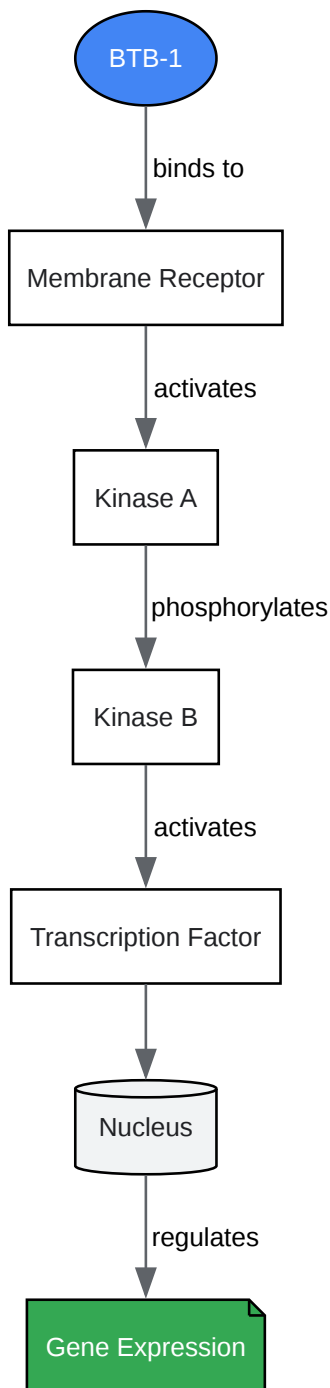 BTB-1
binds to
Membrane Receptor
activates
Kinase A
phosphorylates
Kinase B
activates
Transcription Factor
Nucleus
regulates
Gene Expression